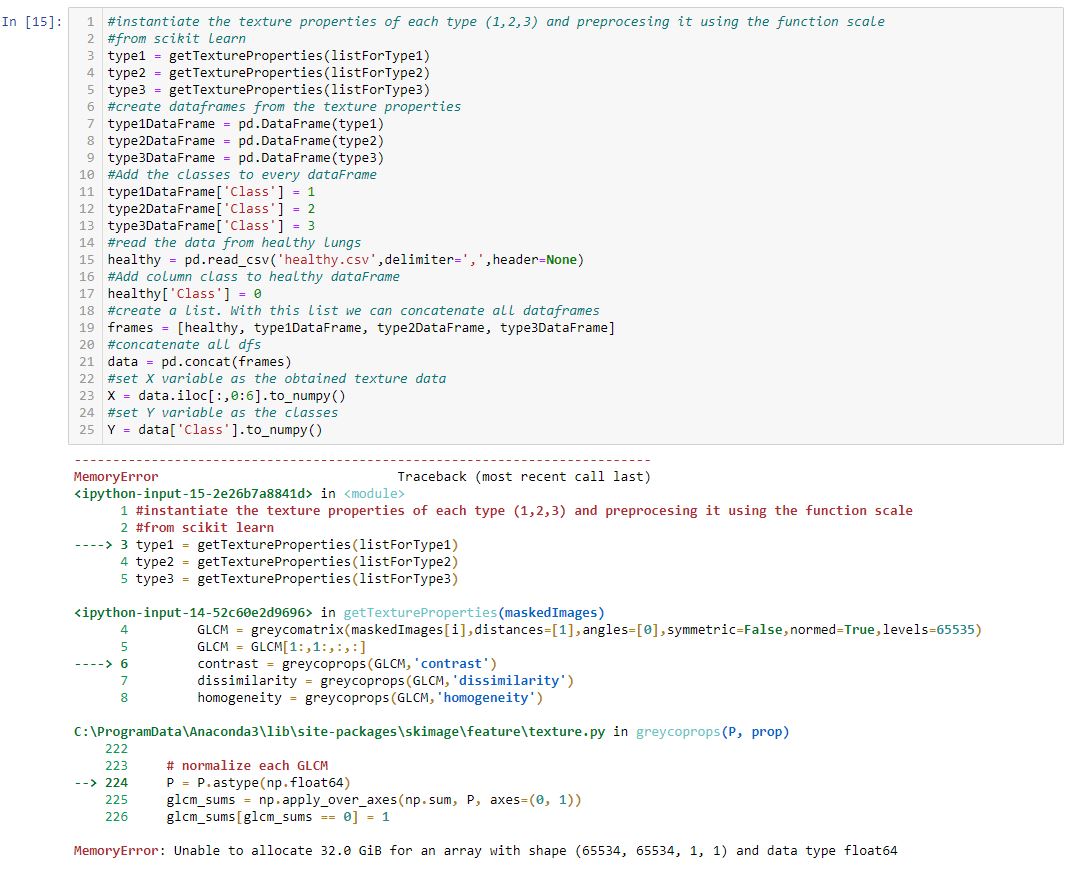 In [15]:
1 #instantiate the texture properties of each type (1,2,3) and preprocesing it using the function scale
2 #from scikit learn
3 type1 = getTextureProperties(listForType1)
4 type2 = getTextureProperties(listForType2)
5 type3 = getTextureProperties(listForType3)
6 #create dataframes from the texture properties
7 type1DataFrame = pd.DataFrame(type1)
8 type2DataFrame = pd.DataFrame(type2)
9 type3DataFrame = pd.DataFrame(type3)
10 #Add the classes to every dataFrame
11 type1DataFrame['Class'] = 1
12 type2DataFrame['Class'] = 2
13 type3DataFrame['Class'] = 3
14 #read the data from healthy lungs
15 healthy = pd.read_csv('healthy.csv',delimiter=',',header=None)
16 #Add column class to healthy dataFrame
17 healthy['Class'] = 0
18 #create a list. With this list we can concatenate all dataframes
19 frames = [healthy, type1DataFrame, type2DataFrame, type3DataFrame]
20 #concatenate all dfs
21 data = pd.concat(frames)
22 #set X variable as the obtained texture data
23 X = data.iloc[:,0:6].to_numpy()
24 #set Y variable as the classes
25 Y = data['Class'].to_numpy()
---------------------------------------------------------------------------
MemoryError                               Traceback (most recent call last)
<ipython-input-15-2e26b7a8841d> in <module>
      1 #instantiate the texture properties of each type (1,2,3) and preprocesing it using the function scale
      2 #from scikit learn
----> 3 type1 = getTextureProperties(listForType1)
      4 type2 = getTextureProperties(listForType2)
      5 type3 = getTextureProperties(listForType3)
<ipython-input-14-52c60e2d9696> in getTextureProperties(maskedImages)
      4         GLCM = greycomatrix(maskedImages[i],distances=[1],angles=[0],symmetric=False,normed=True,levels=65535)
      5         GLCM = GLCM[1:,1:,:,:]
----> 6         contrast = greycoprops(GLCM,'contrast')
      7         dissimilarity = greycoprops(GLCM,'dissimilarity')
      8         homogeneity = greycoprops(GLCM,'homogeneity')
C:\ProgramData\Anaconda3\lib\site-packages\skimage\feature\texture.py in greycoprops(P, prop)
    222
    223     # normalize each GLCM
--> 224     P = P.astype(np.float64)
    225     glcm_sums = np.apply_over_axes(np.sum, P, axes=(0, 1))
    226     glcm_sums[glcm_sums == 0] = 1
MemoryError: Unable to allocate 32.0 GiB for an array with shape (65534, 65534, 1, 1) and data type float64